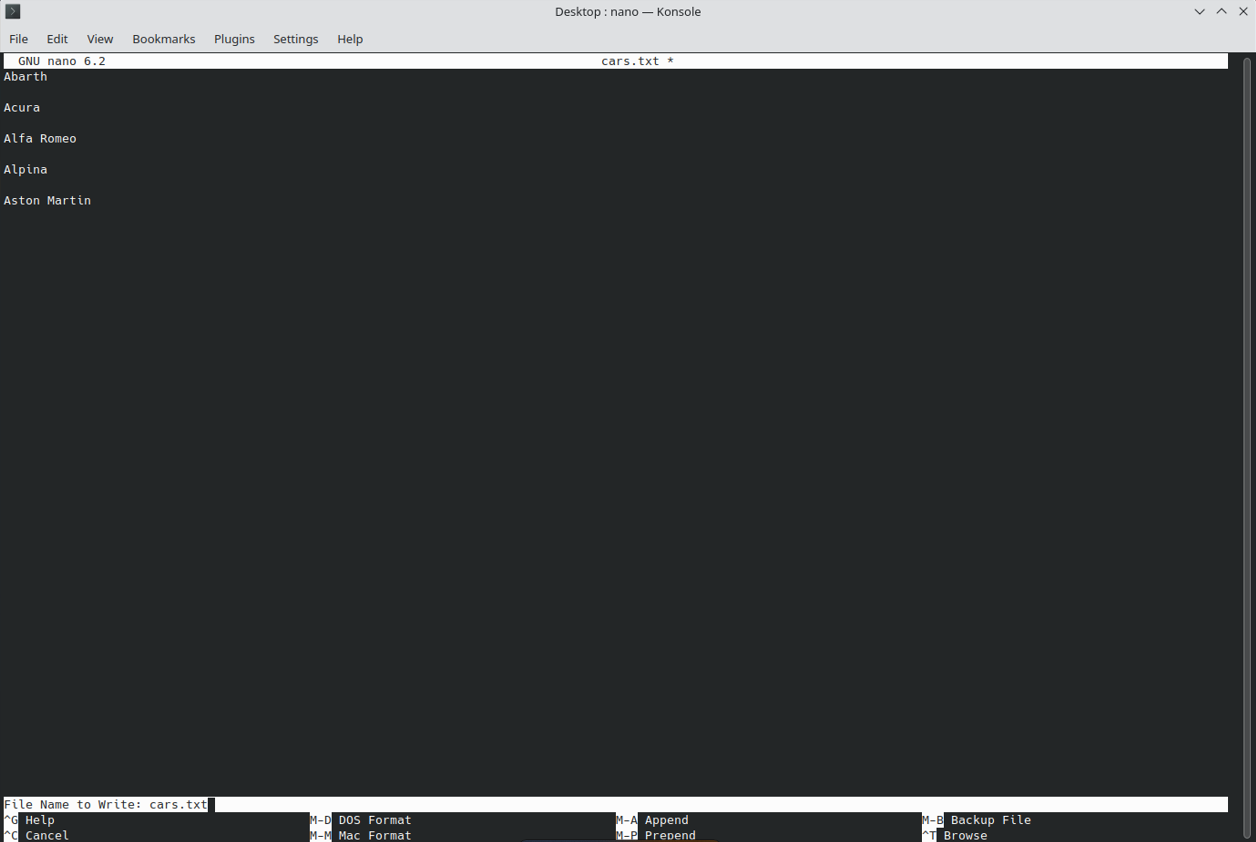 Desktop : nano — Konsole
File Edit View Bookmarks Plugins Settings Help
GNU nano 6.2 cars.txt *
Abarth
Acura
Alfa Romeo
Alpina
Aston Martin
File Name to Write: cars.txt
^G Help M-D DOS Format M-A Append M-B Backup File
^C Cancel M-M Mac Format M-P Prepend ^T Browse